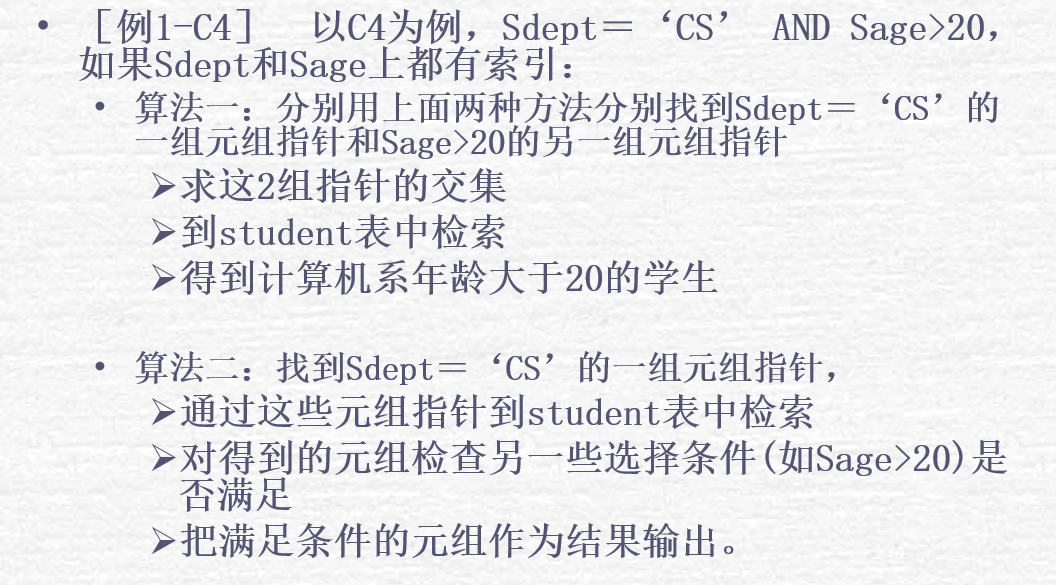 • ［例1-C4］ 以C4为例，Sdept＝‘CS’ AND Sage>20，
如果Sdept和Sage上都有索引：
• 算法一：分别用上面两种方法分别找到Sdept＝‘CS’的
一组元组指针和Sage>20的另一组元组指针
➢求这2组指针的交集
➢到student表中检索
➢得到计算机系年龄大于20的学生
• 算法二：找到Sdept＝‘CS’的一组元组指针，
➢通过这些元组指针到student表中检索
➢对得到的元组检查另一些选择条件(如Sage>20)是
否满足
➢把满足条件的元组作为结果输出。